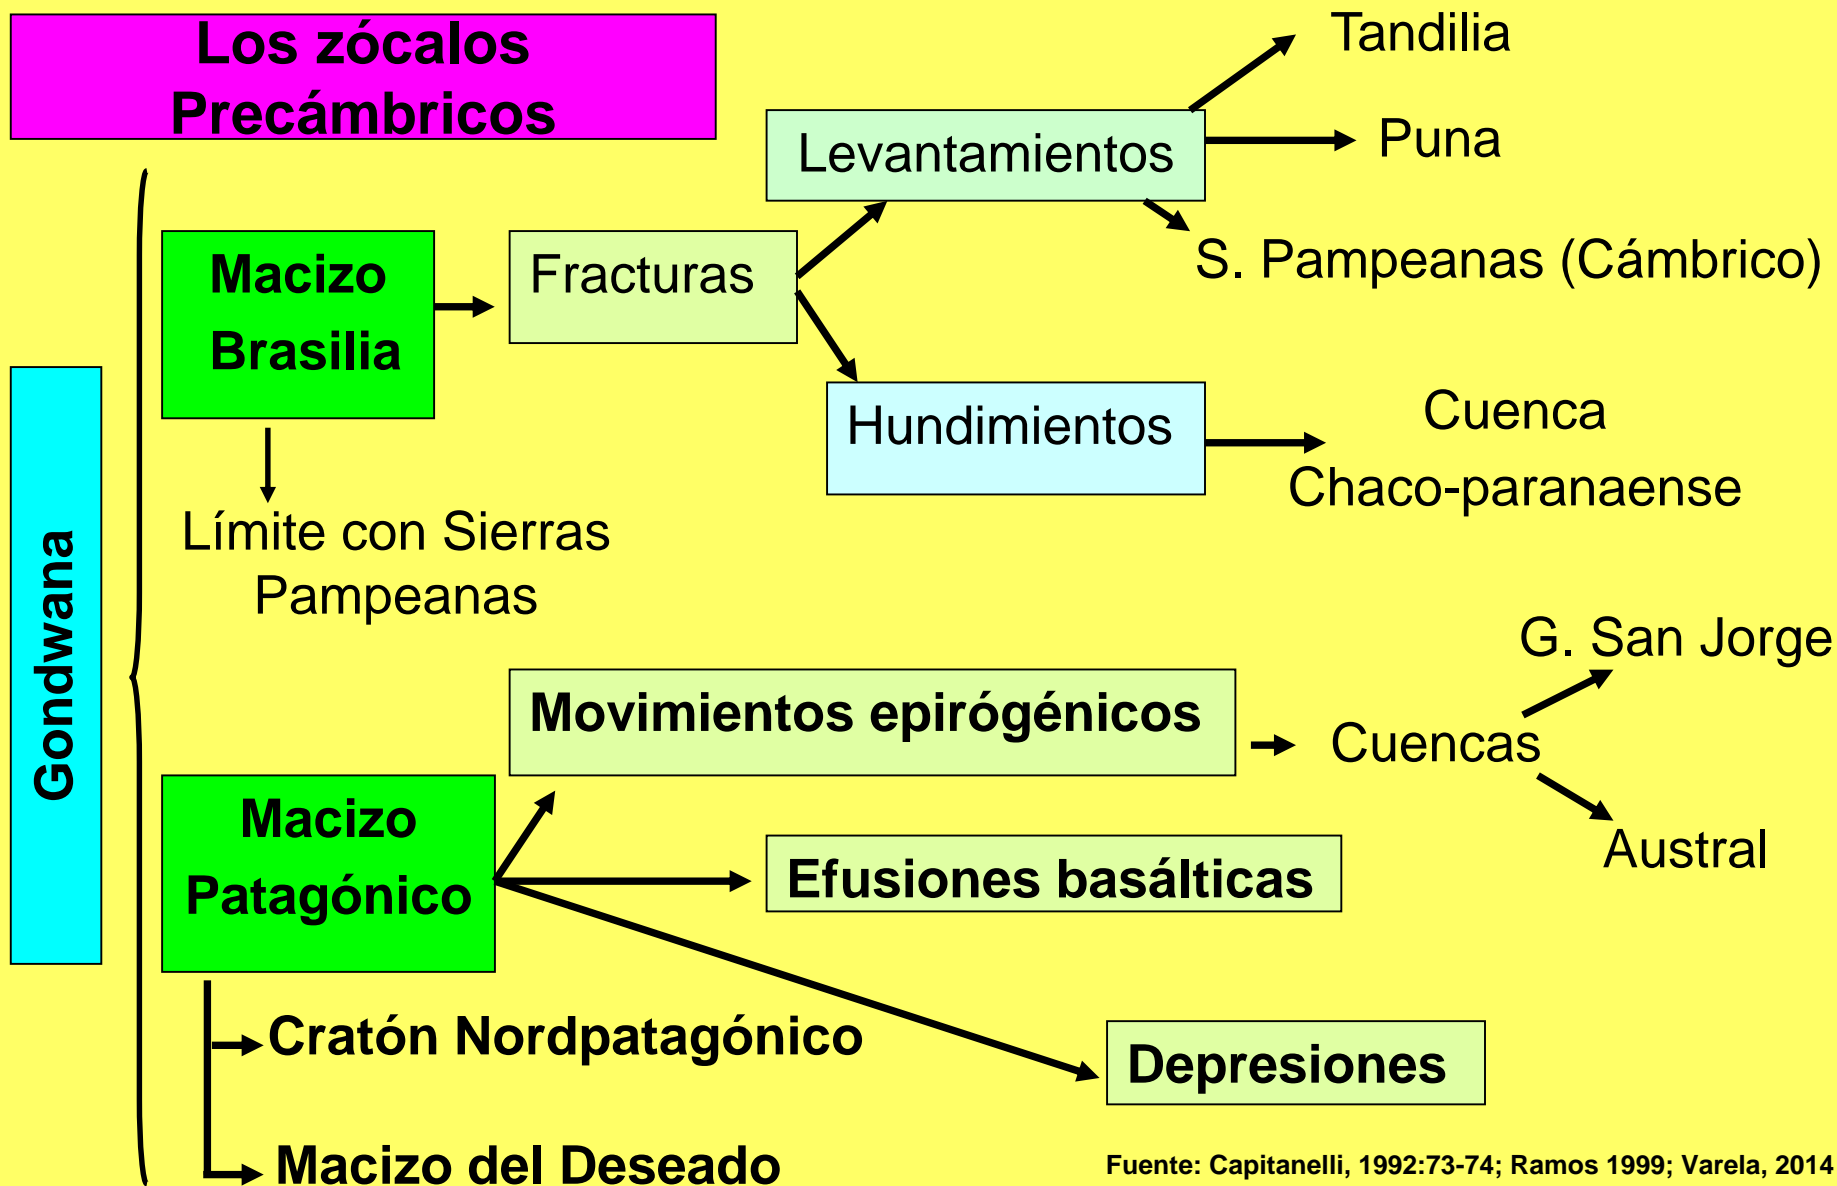 Los zócalos
Precámbricos
Tandilia
Levantamientos
Puna
S. Pampeanas (Cámbrico)
Macizo
Brasilia
Fracturas
Hundimientos
Cuenca
Chaco-paranaense
Límite con Sierras
Pampeanas
Gondwana
G. San Jorge
Movimientos epirógénicos
Cuencas
Austral
Macizo
Patagónico
Efusiones basálticas
Cratón Nordpatagónico
Depresiones
Macizo del Deseado
Fuente: Capitanelli, 1992:73-74; Ramos 1999; Varela, 2014